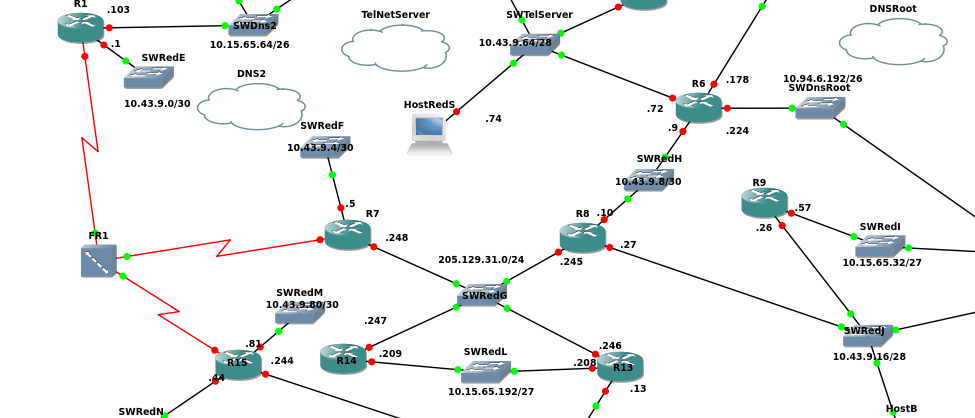 R1
.103
SWDns2
TelNetServer
SWTelServer
DNSRoot
.1
10.15.65.64/26
10.43.9.64/28
SWRedE
DNS2
R6
.178
10.94.6.192/26
SWDnsRoot
10.43.9.0/30
HostRedS
.72
.74
.224
SWRedF
.9
10.43.9.4/30
SWRedH
10.43.9.8/30
R9
.5
R7
R8
.10
.57
.26
SWRedI
FR1
.248
.27
205.129.31.0/24
.245
10.15.65.32/27
SWRedM
SWRedG
10.43.9.80/30
.247
SWRedJ
.81
.246
R15
.244
R14
.209
SWRedL
.208
R13
10.43.9.16/28
.44
10.15.65.192/27
.13
SWRedN
HostB